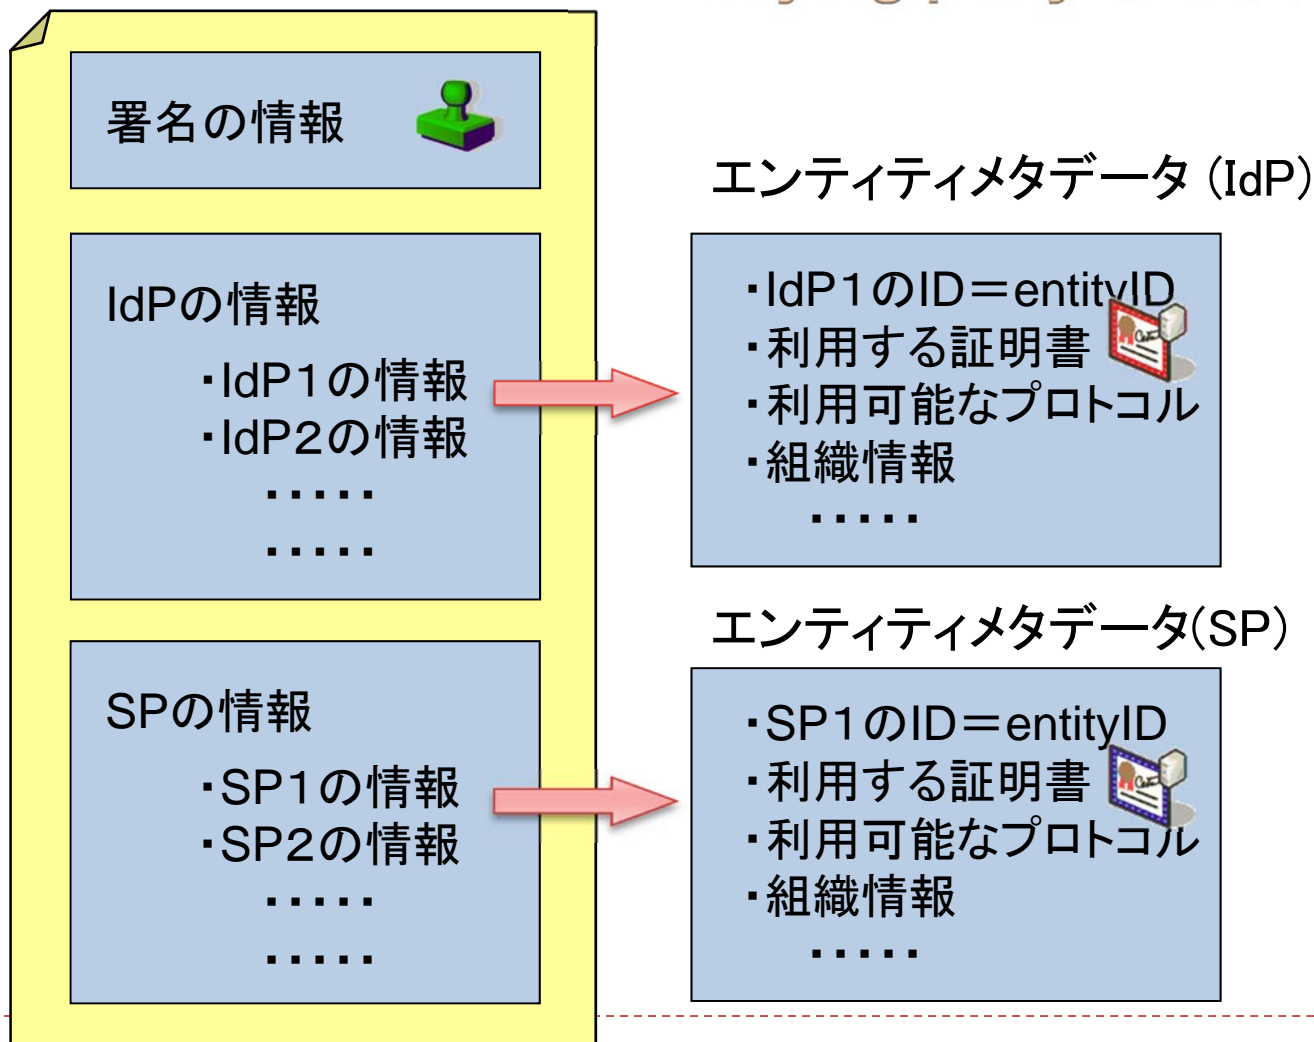 署名の情報
IdPの情報
・IdP1の情報
・IdP2の情報
・・・・・
・・・・・
SPの情報
・SP1の情報
・SP2の情報
・・・・・
・・・・・
エンティティメタデータ (IdP)
・IdP1のID＝entityID
・利用する証明書
・利用可能なプロトコル
・組織情報
・・・・・
エンティティメタデータ(SP)
・SP1のID＝entityID
・利用する証明書
・利用可能なプロトコル
・組織情報
・・・・・